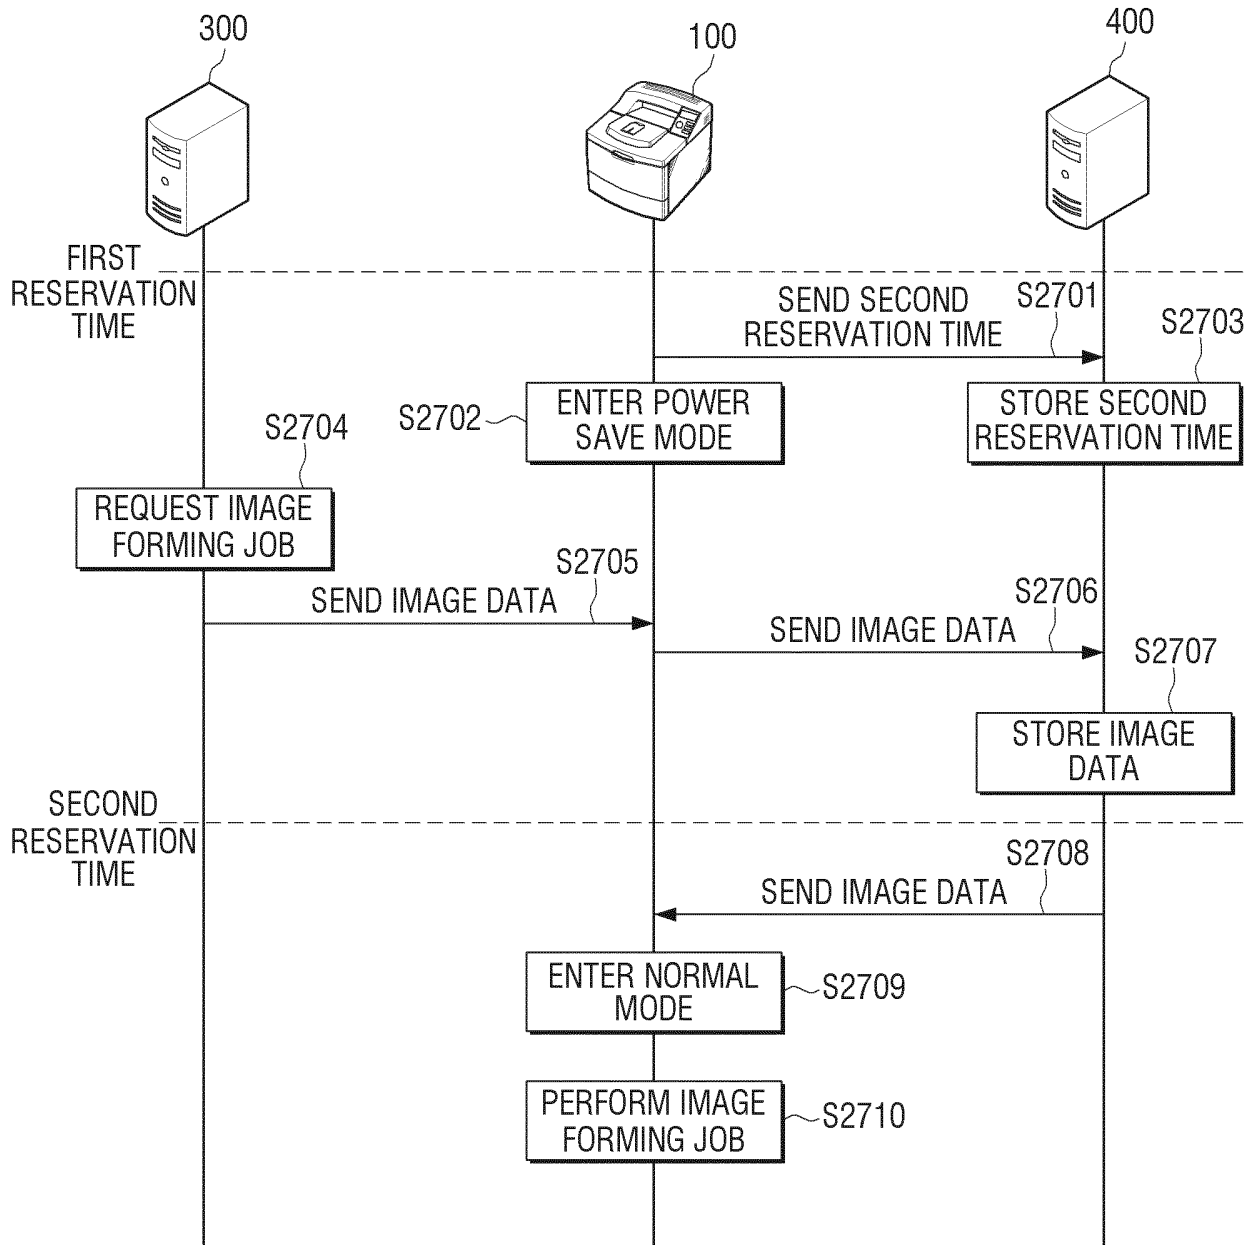 300
100
400
FIRST
RESERVATION
TIME
SEND SECOND
RESERVATION TIME
S2701
S2703
S2702
ENTER POWER
SAVE MODE
STORE SECOND
RESERVATION TIME
S2704
REQUEST IMAGE
FORMING JOB
S2705
SEND IMAGE DATA
S2706
SEND IMAGE DATA
S2707
STORE IMAGE
DATA
SECOND
RESERVATION
TIME
S2708
SEND IMAGE DATA
ENTER NORMAL
MODE
S2709
PERFORM IMAGE
FORMING JOB
S2710